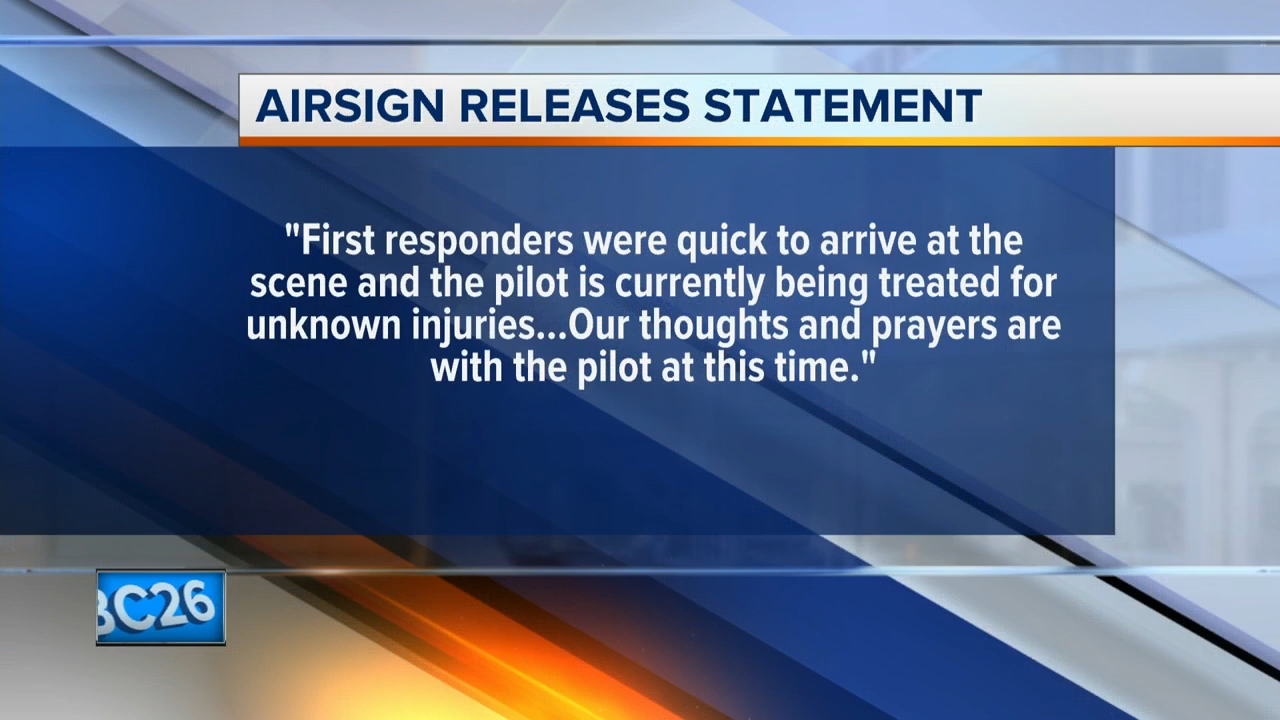 AIRSIGN RELEASES STATEMENT
"First responders were quick to arrive at the
scene and the pilot is currently being treated for
unknown injuries...Our thoughts and prayers are
with the pilot at this time."
BC26